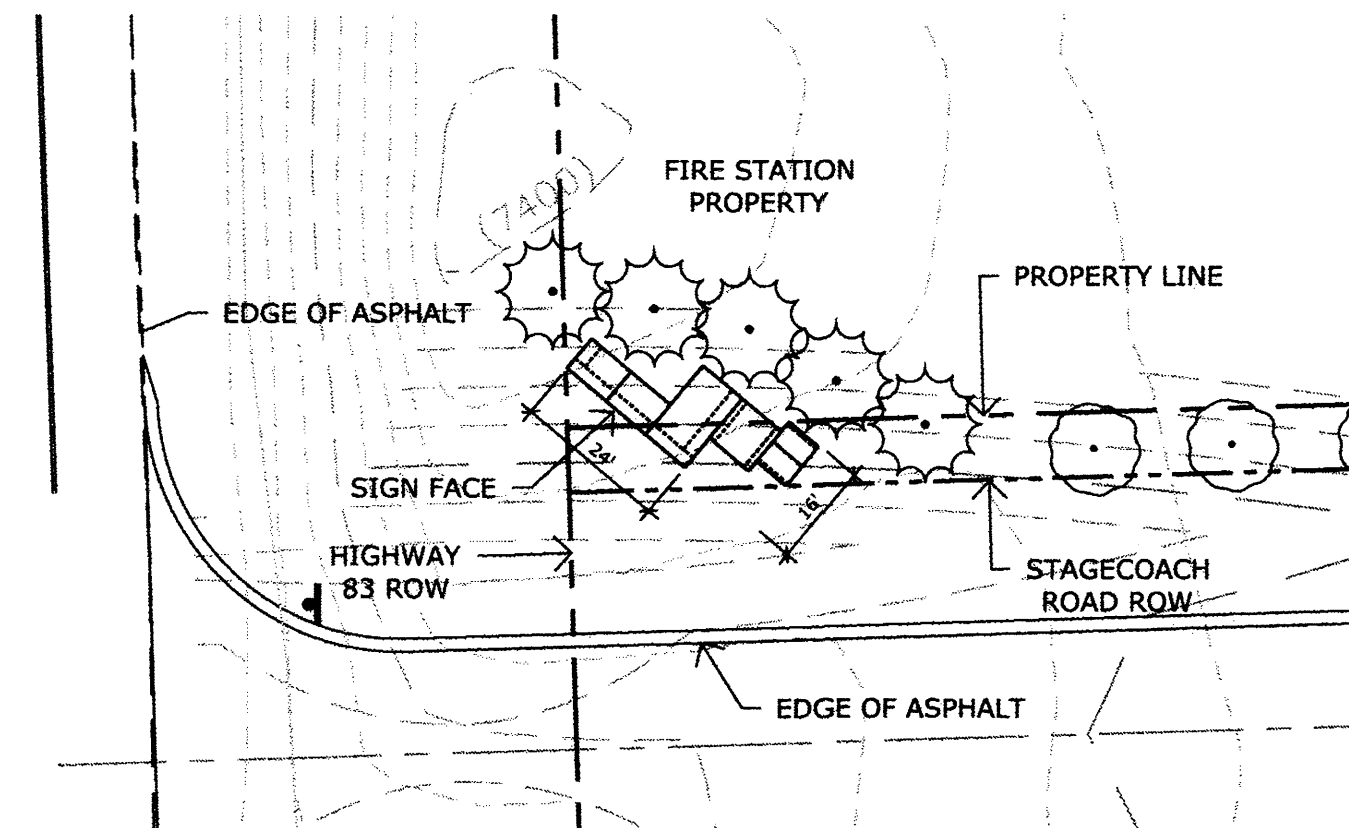 FIRE STATION
PROPERTY
(7400)
PROPERTY LINE
EDGE OF ASPHALT
24'
SIGN FACE
16'
HIGHWAY
83 ROW
STAGECOACH
ROAD ROW
EDGE OF ASPHALT